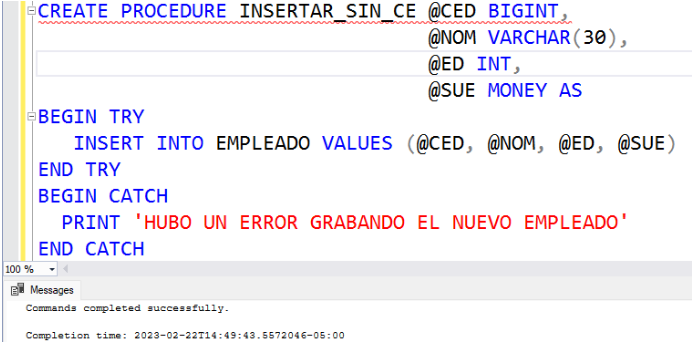 CREATE PROCEDURE INSERTAR_SIN_CE @CED BIGINT,
@NOM VARCHAR(30),
@ED INT,
@SUE MONEY AS
BEGIN TRY
INSERT INTO EMPLEADO VALUES (@CED, @NOM, @ED, @SUE)
END TRY
BEGIN CATCH
PRINT 'HUBO UN ERROR GRABANDO EL NUEVO EMPLEADO'
END CATCH
100 %
Messages
Commands completed successfully.
Completion time: 2023-02-22T14:49:43.5572046-05:00